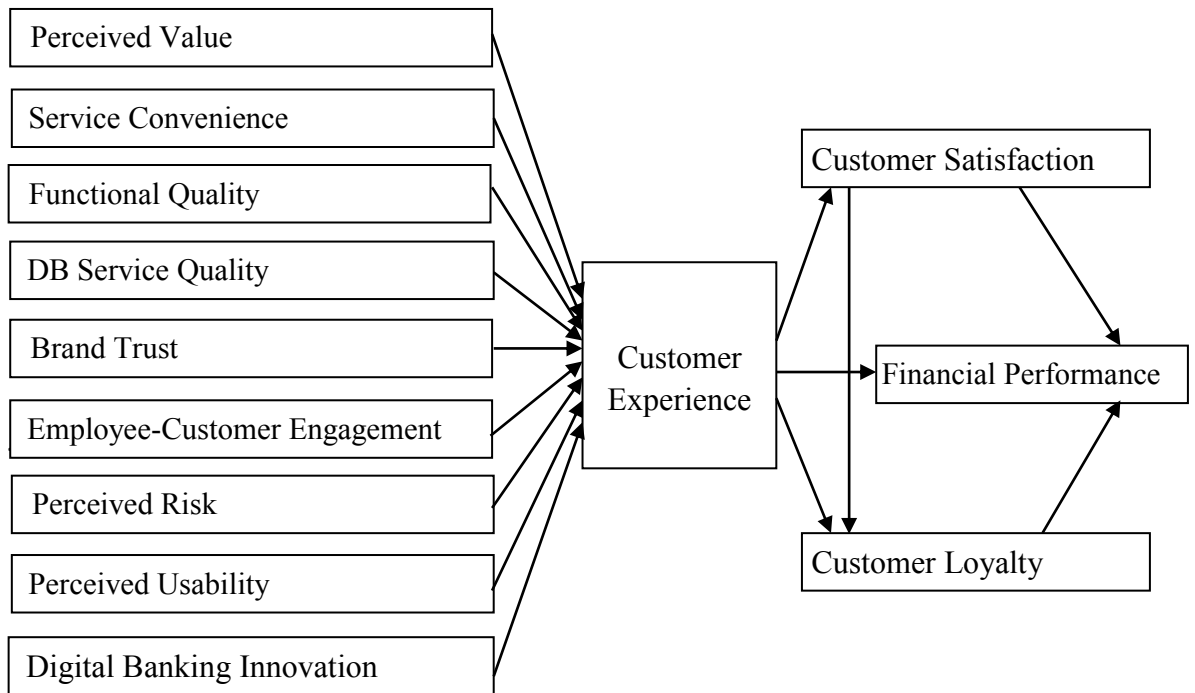 Perceived Value
Service Convenience
Functional Quality
DB Service Quality
Brand Trust
Employee-Customer Engagement
Perceived Risk
Perceived Usability
Digital Banking Innovation
Customer
Experience
Customer Satisfaction
Financial Performance
Customer Loyalty